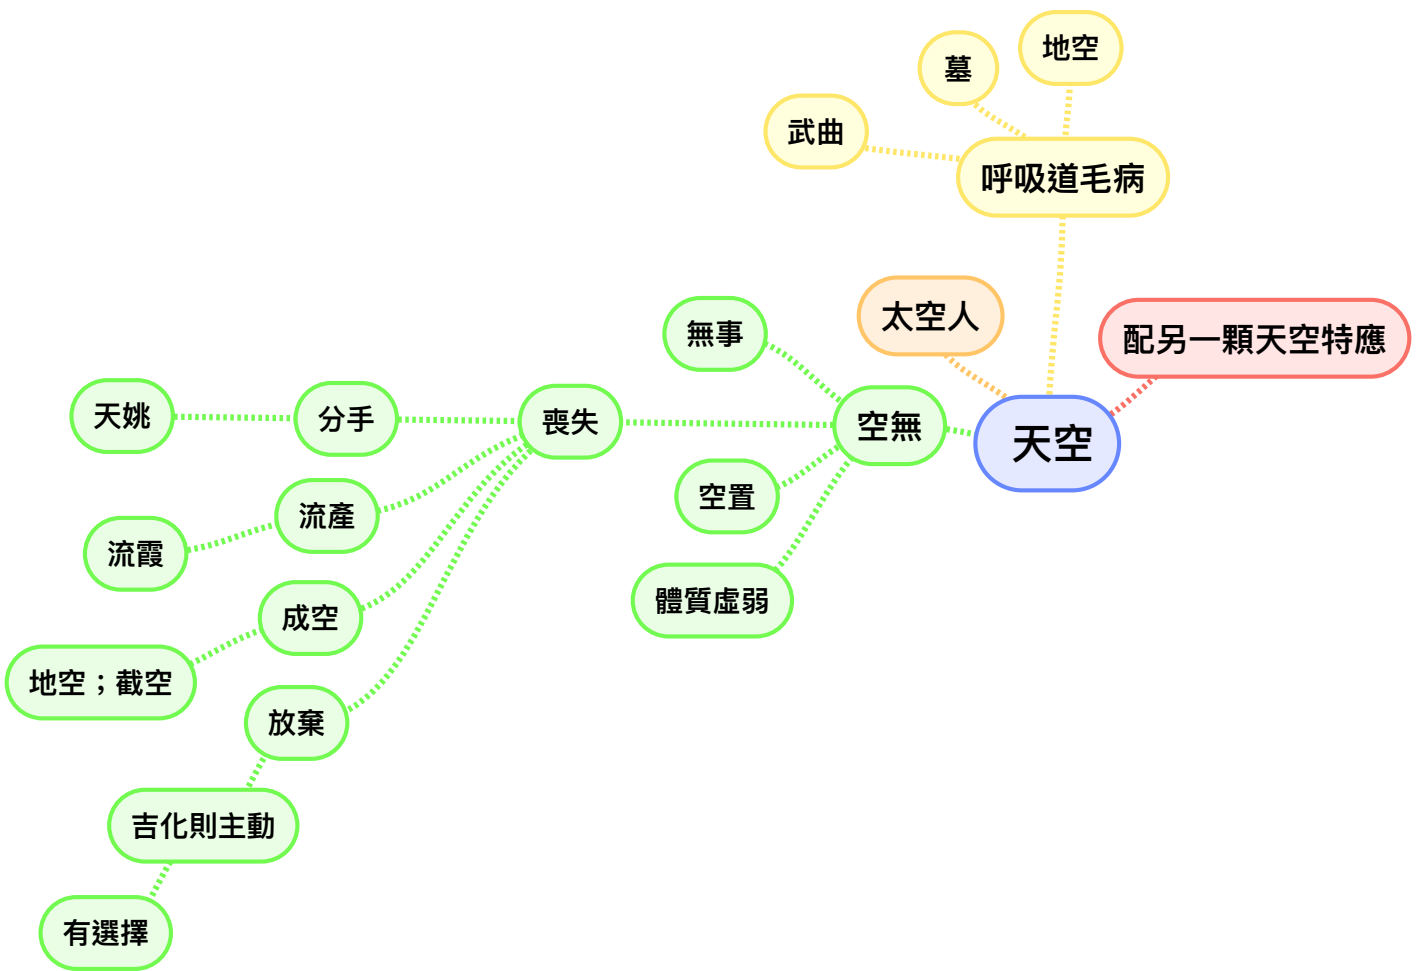 地空
墓
武曲
呼吸道毛病
太空人
配另一顆天空特應
天空
空無
無事
喪失
分手
天姚
流產
流霞
成空
地空；截空
放棄
吉化則主動
有選擇
空置
體質虛弱